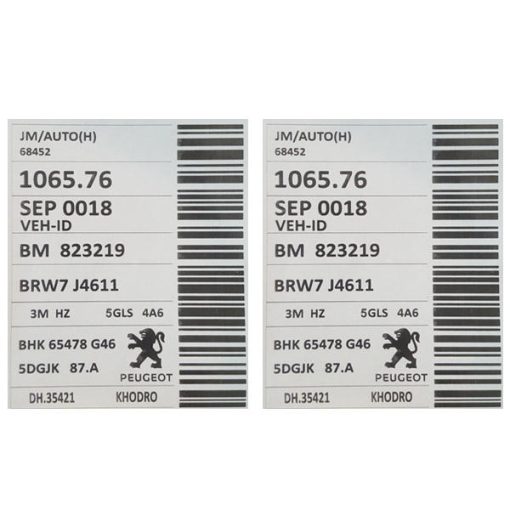 JM/AUTO(H)
68452
1065.76
SEP 0018
VEH-ID
BM 823219
BRW7 J4611
3M HZ 5GLS 4A6
BHK 65478 G46
5DGJK 87.A
PEUGEOT
DH.35421 KHODRO
JM/AUTO(H)
68452
1065.76
SEP 0018
VEH-ID
BM 823219
BRW7 J4611
3M HZ 5GLS 4A6
BHK 65478 G46
5DGJK 87.A
PEUGEOT
DH.35421 KHODRO